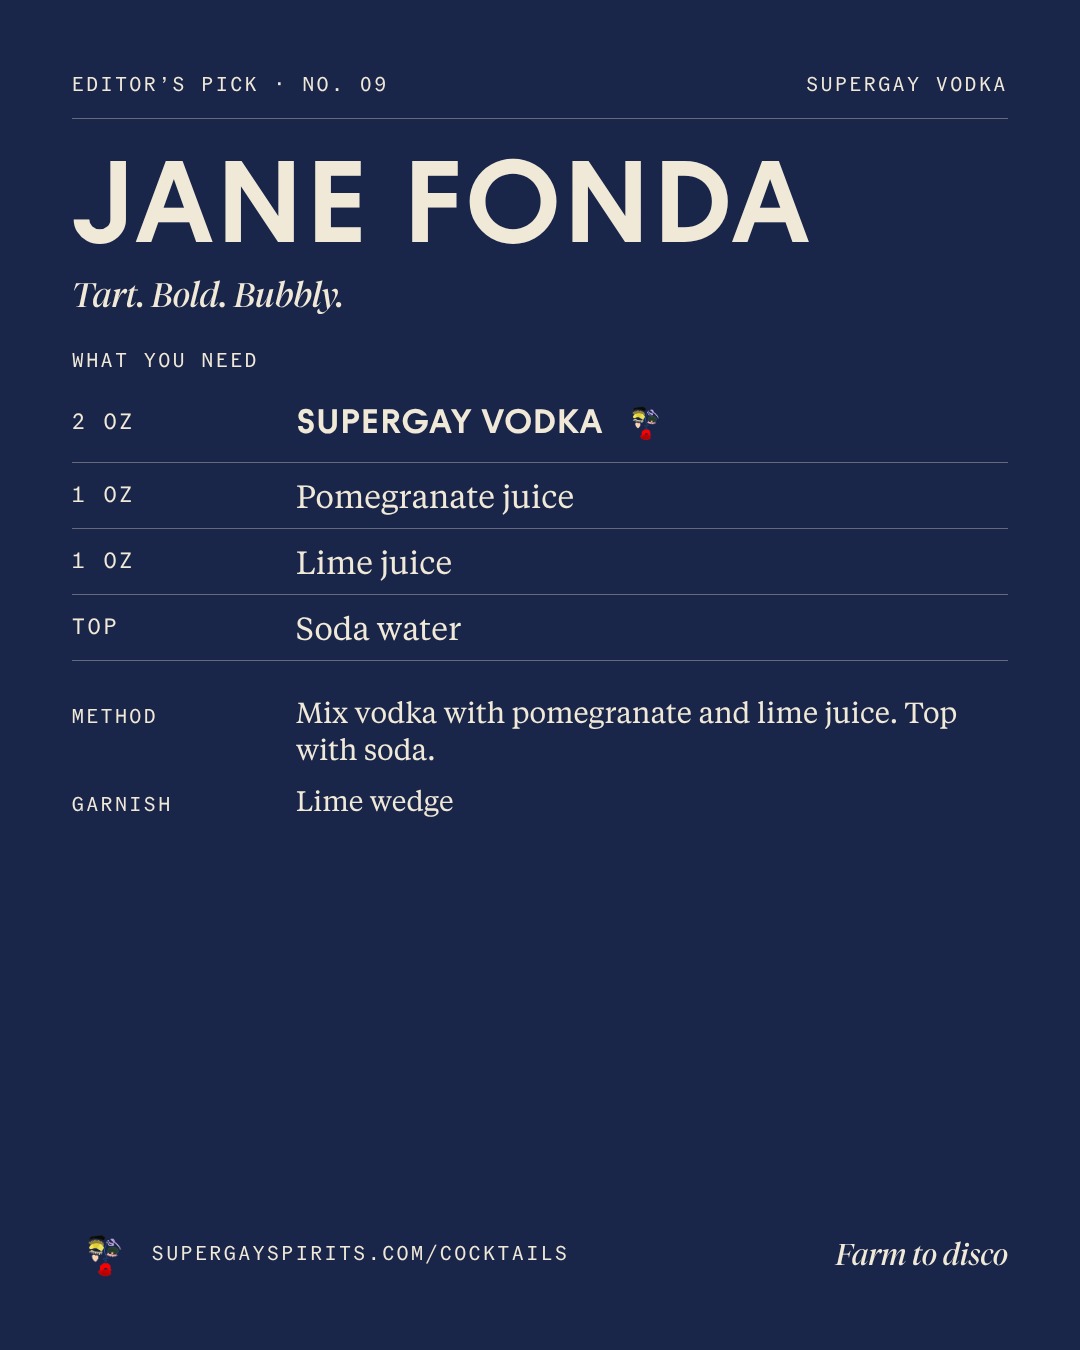 EDITOR’S PICK · NO. 09
SUPERGAY VODKA
JANE FONDA
Tart. Bold. Bubbly.
WHAT YOU NEED
2 OZ SUPERGAY VODKA
1 OZ Pomegranate juice
1 OZ Lime juice
TOP Soda water
METHOD Mix vodka with pomegranate and lime juice. Top
with soda.
GARNISH Lime wedge
SUPERGAYSPIRITS.COM/COCKTAILS
Farm to disco